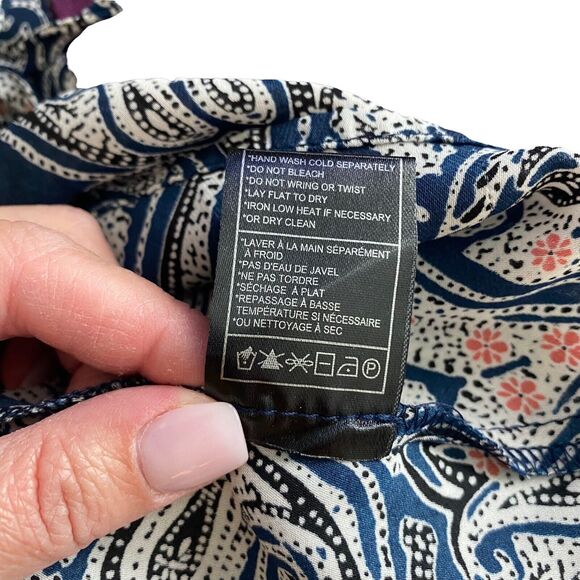 *HAND WASH COLD SEPARATELY
*DO NOT BLEACH
*DO NOT WRING OR TWIST
*LAY FLAT TO DRY
*IRON LOW HEAT IF NECESSARY
*OR DRY CLEAN
*LAVER À LA MAIN SÉPARÉMENT
À FROID
*PAS D'EAU DE JAVEL
*NE PAS TORDRE
*SÉCHAGE À PLAT
*REPASSAGE À BASSE
TEMPÉRATURE SI NÉCESSAIRE
*OU NETTOYAGE À SEC
P